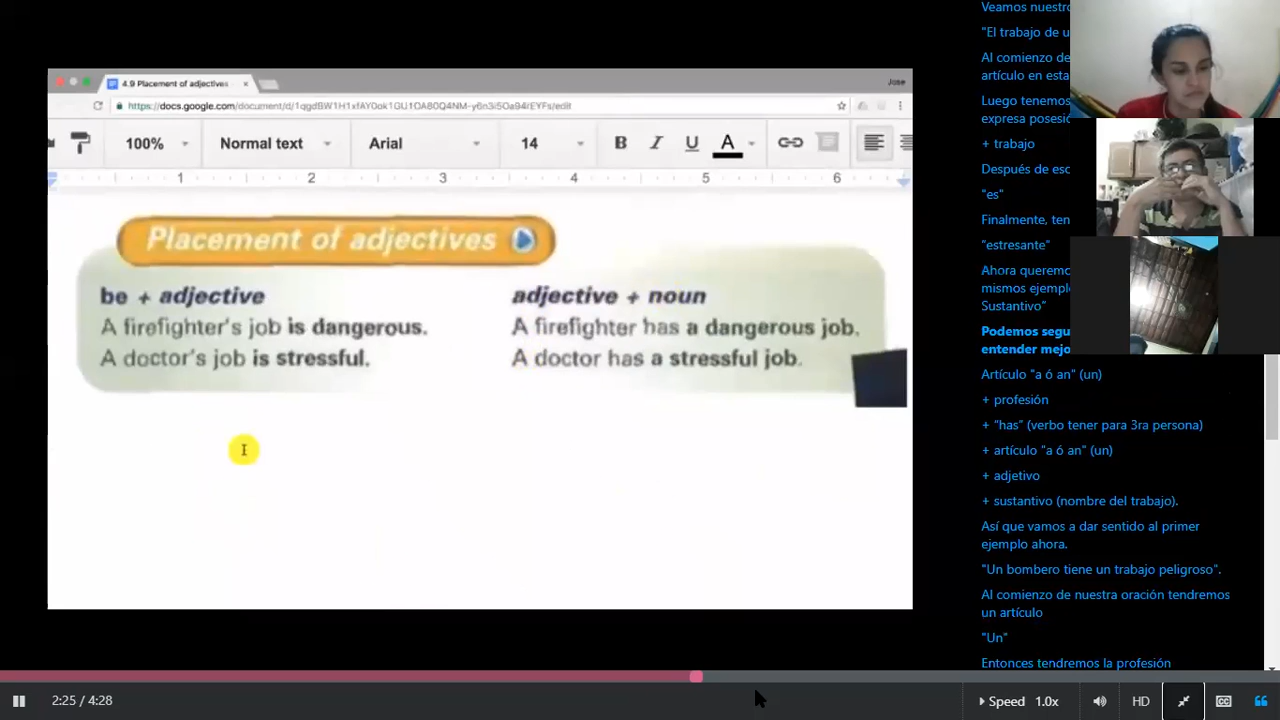 4.9 Placement of adjectives
Jose
https://docs.google.com/document/d/
100%
Normal text
Arial
14
B I U A
1 2 3 4 5 6
Placement of adjectives
be + adjective
A firefighter's job is dangerous.
A doctor's job is stressful.
adjective + noun
A firefighter has a dangerous job.
A doctor has a stressful job.
Veamos nuestro
"El trabajo de u
Al comienzo de
artículo en esta
Luego tenemos
expresa posesió
+ trabajo
Después de esc
"es"
Finalmente, ten
"estresante"
Ahora queremo
mismos ejempl
Sustantivo"
Podemos segu
entender mejo
Artículo "a ó an" (un)
+ profesión
+ "has" (verbo tener para 3ra persona)
+ artículo "a ó an" (un)
+ adjetivo
+ sustantivo (nombre del trabajo).
Así que vamos a dar sentido al primer
ejemplo ahora.
"Un bombero tiene un trabajo peligroso".
Al comienzo de nuestra oración tendremos
un artículo
"Un"
Entonces tendremos la profesión
2:25 / 4:28
Speed 1.0x
HD
CC